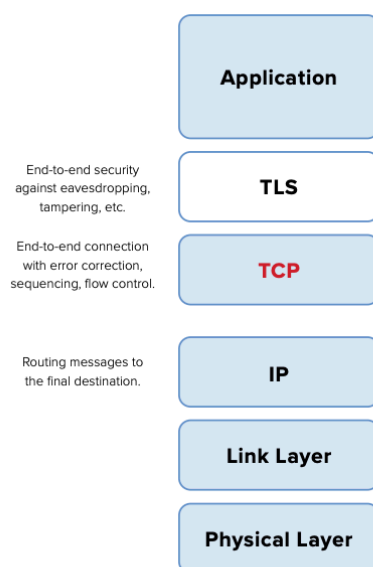 Application
End-to-end security
against eavesdropping,
tampering, etc.
TLS
End-to-end connection
with error correction,
sequencing, flow control.
TCP
Routing messages to
the final destination.
IP
Link Layer
Physical Layer